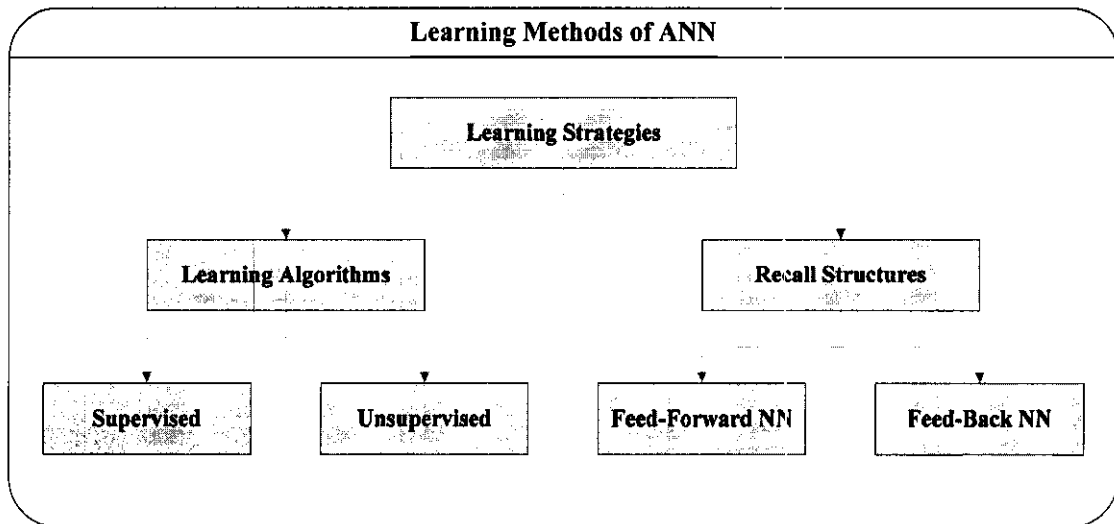 Learning Methods of ANN
Learning Strategies
Learning Algorithms
Recall Structures
Supervised
Unsupervised
Feed-Forward NN
Feed-Back NN